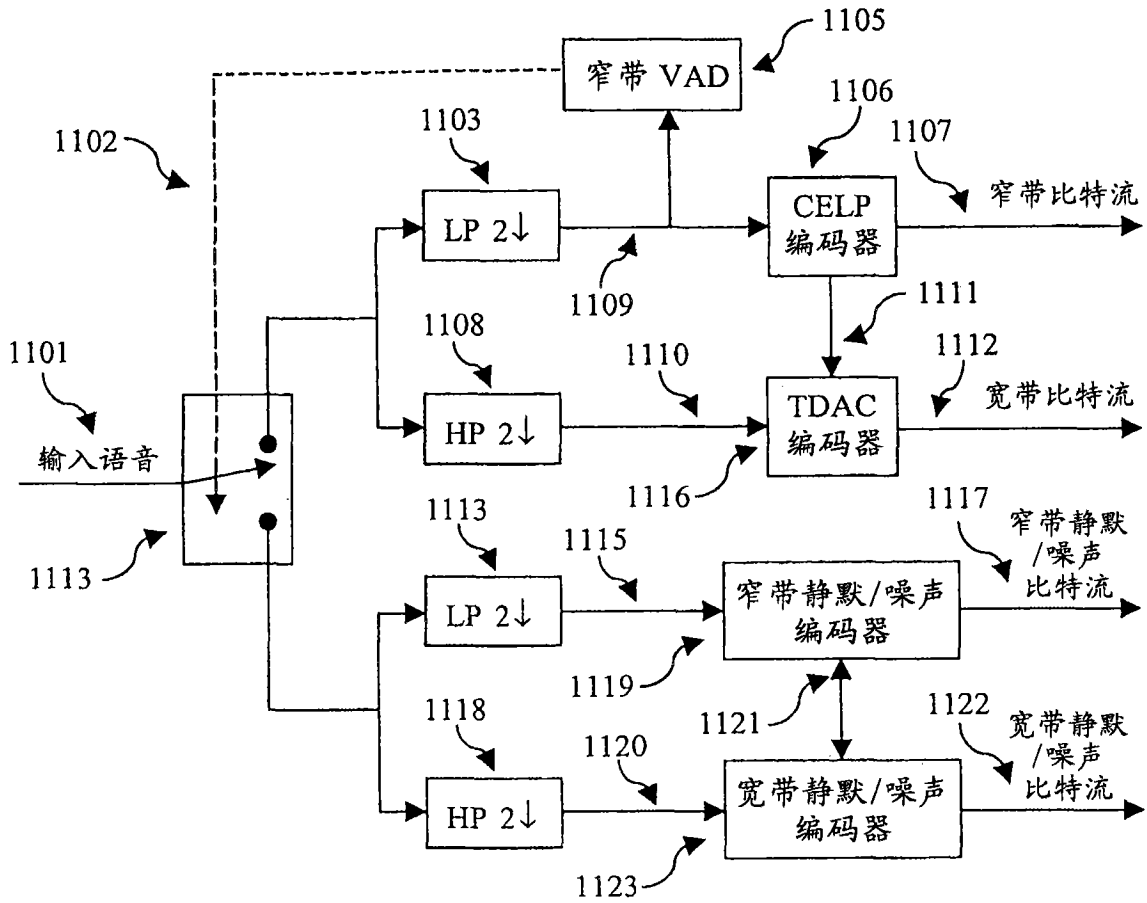 1105
窄带 VAD
1106
1103
1107
1102
LP 2↓
CELP
编码器
窄带比特流
1109
1111
1108
1110
1112
1101
HP 2↓
TDAC
编码器
宽带比特流
输入语音
1116
1113
1113
1115
1117
窄带静默
/噪声
比特流
LP 2↓
窄带静默/噪声
编码器
1119
1121
1118
1120
1122
宽带静默
/噪声
比特流
HP 2↓
宽带静默/噪声
编码器
1123